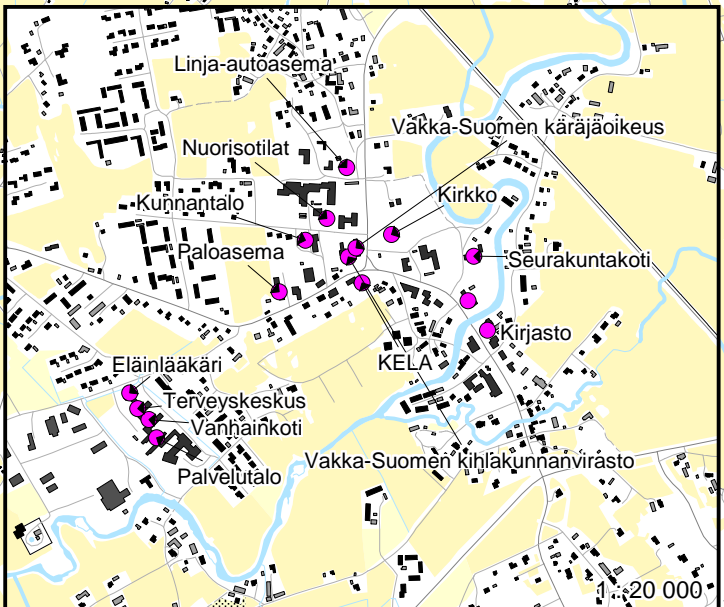 Linja-autoasema
Vakka-Suomen käräjäoikeus
Nuorisotilat
Kirkko
Kunnantalo
Paloasema
Seurakuntakoti
Kirjasto
KELA
Eläinlääkäri
Terveyskeskus
Vanhainkoti
Vakka-Suomen kihlakunnanvirasto
Palvelutalo
1 : 20 000